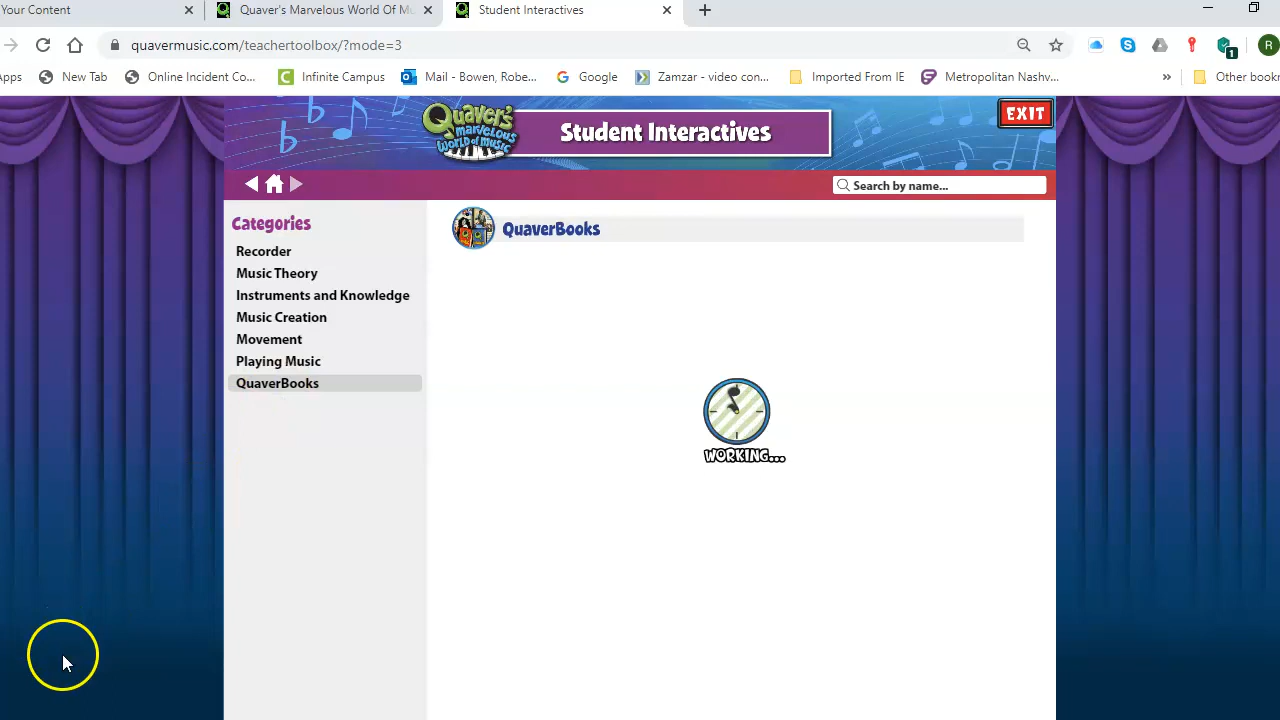 Your Content
Quaver's Marvelous World Of Mu
Student Interactives
quavermusic.com/teachertoolbox/?mode=3
Apps
New Tab
Online Incident Co...
Infinite Campus
Mail - Bowen, Robe...
Google
Zamzar - video con...
Imported From IE
Metropolitan Nashv...
»
Other book
1
R
Quaver's
marvelous
World of Music
Student Interactives
EXIT
Search by name...
Categories
Recorder
Music Theory
Instruments and Knowledge
Music Creation
Movement
Playing Music
QuaverBooks
QuaverBooks
WORKING...